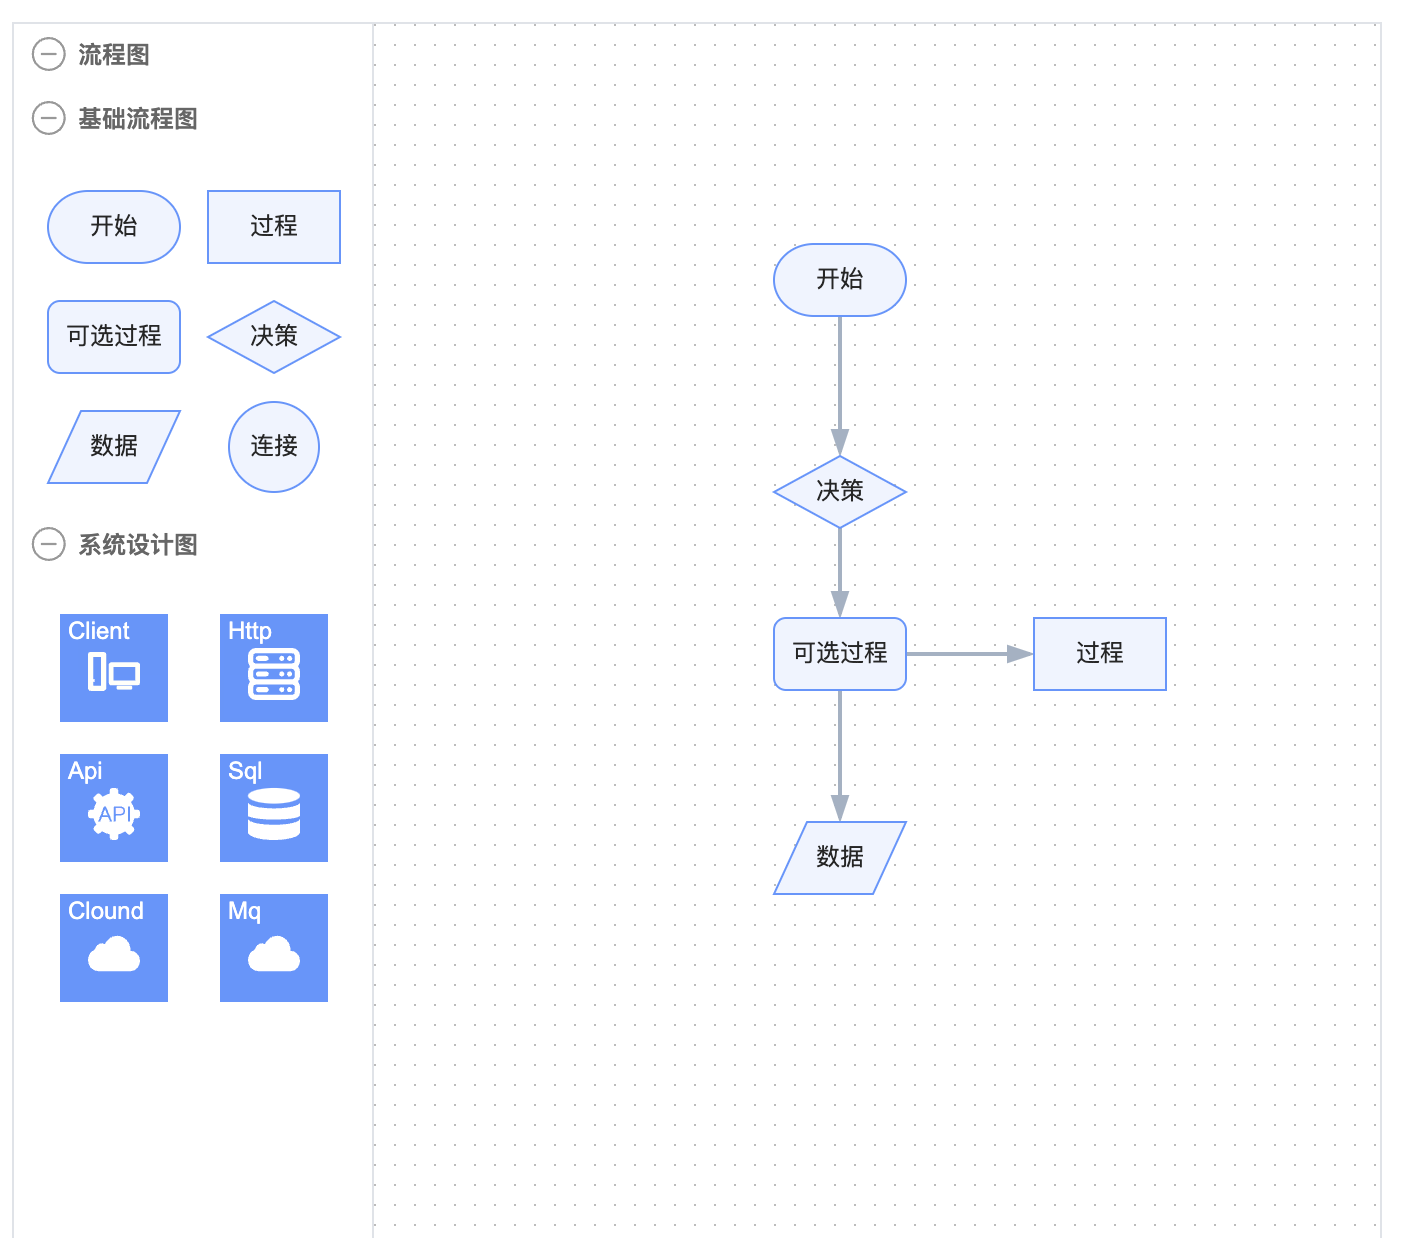 流程图
基础流程图
开始
过程
可选过程
决策
数据
连接
系统设计图
Client
Http
Api
API
Sql
Clound
Mq
开始
决策
可选过程
过程
数据